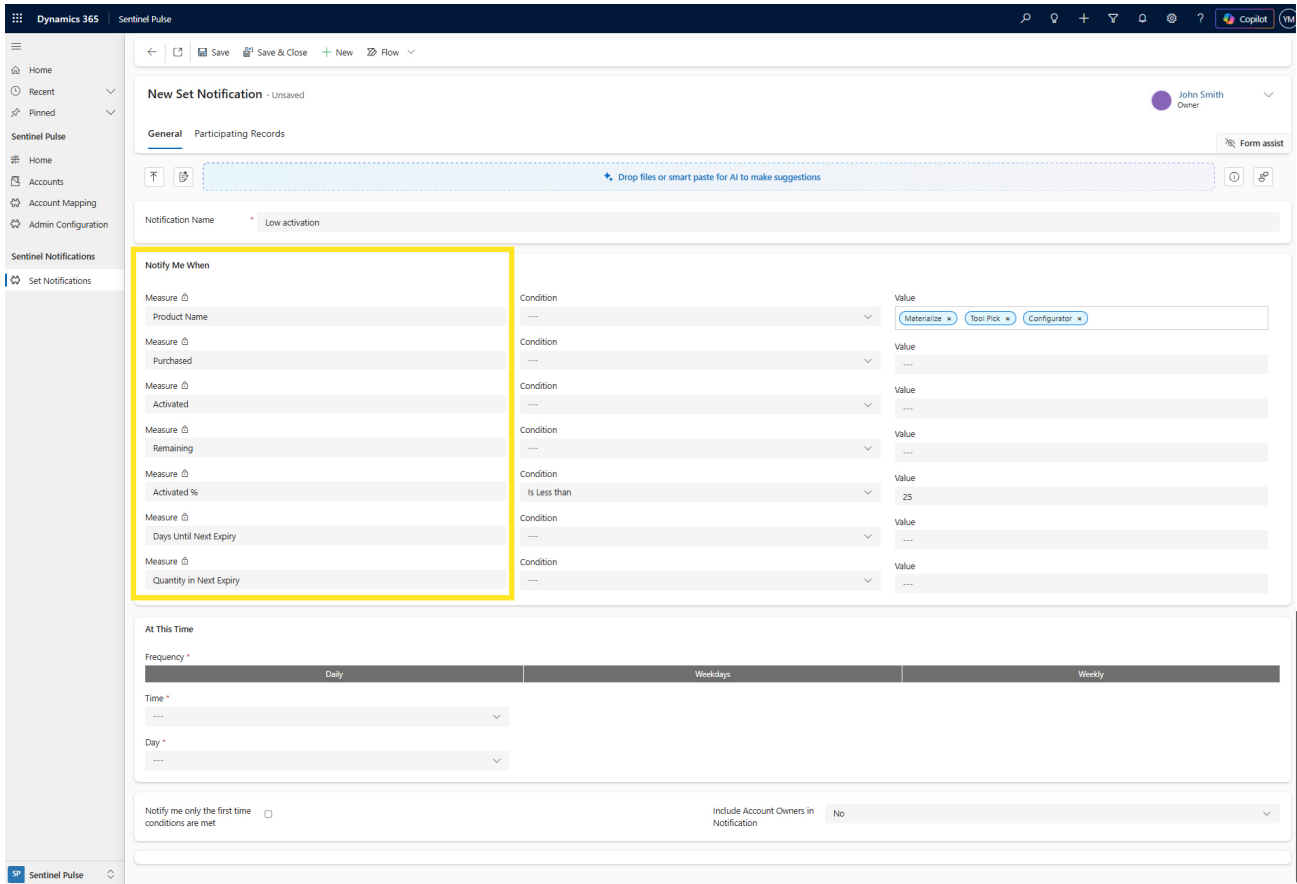 Dynamics 365 Sentinel Pulse ? Copilot YM
Home
Recent
Pinned
Sentinel Pulse
Home
Accounts
Account Mapping
Admin Configuration
Sentinel Notifications
Set Notifications
SP Sentinel Pulse
Save Save & Close New Flow
New Set Notification - Unsaved
John Smith
Owner
General Participating Records
Form assist
Drop files or smart paste for AI to make suggestions
Notification Name * Low activation
Notify Me When
Measure Condition Value
Product Name --- Materialize × Tool Pick × Configurator ×
Measure Condition Value
Purchased --- ---
Measure Condition Value
Activated --- ---
Measure Condition Value
Remaining --- ---
Measure Condition Value
Activated % Is Less than 25
Measure Condition Value
Days Until Next Expiry --- ---
Measure Condition Value
Quantity in Next Expiry --- ---
At This Time
Frequency *
Daily Weekdays Weekly
Time *
---
Day *
---
Notify me only the first time
conditions are met
Include Account Owners in
Notification
No